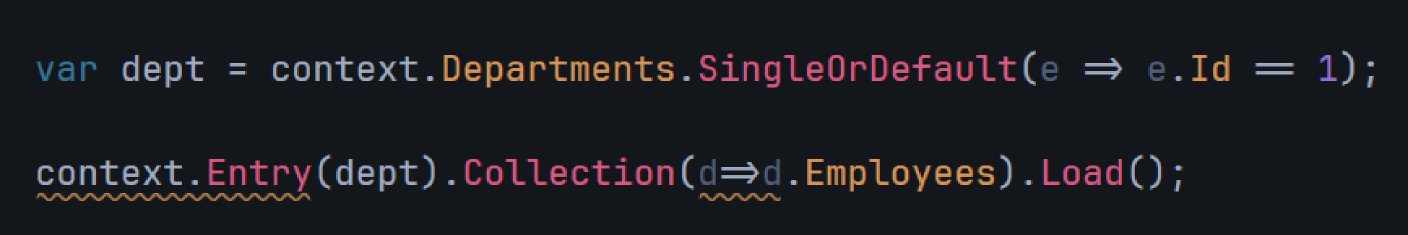 var dept = context.Departments.SingleOrDefault(e => e.Id == 1);
context.Entry(dept).Collection(d=>d.Employees).Load();